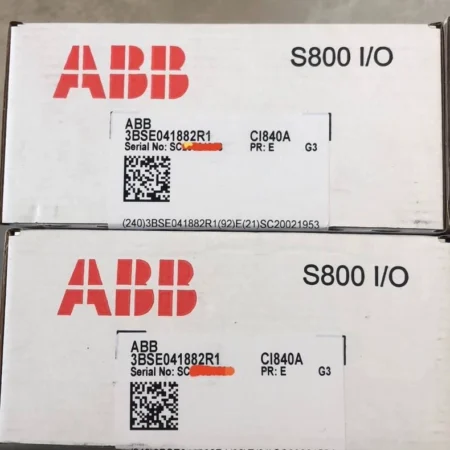 ABB
S800 I/O
ABB
3BSE041882R1 CI840A
Serial No: SC PR: E G3
(240)3BSE041882R1(92)E(21)SC20021953
ABB
S800 I/O
ABB
3BSE041882R1 CI840A
Serial No: SC PR: E G3